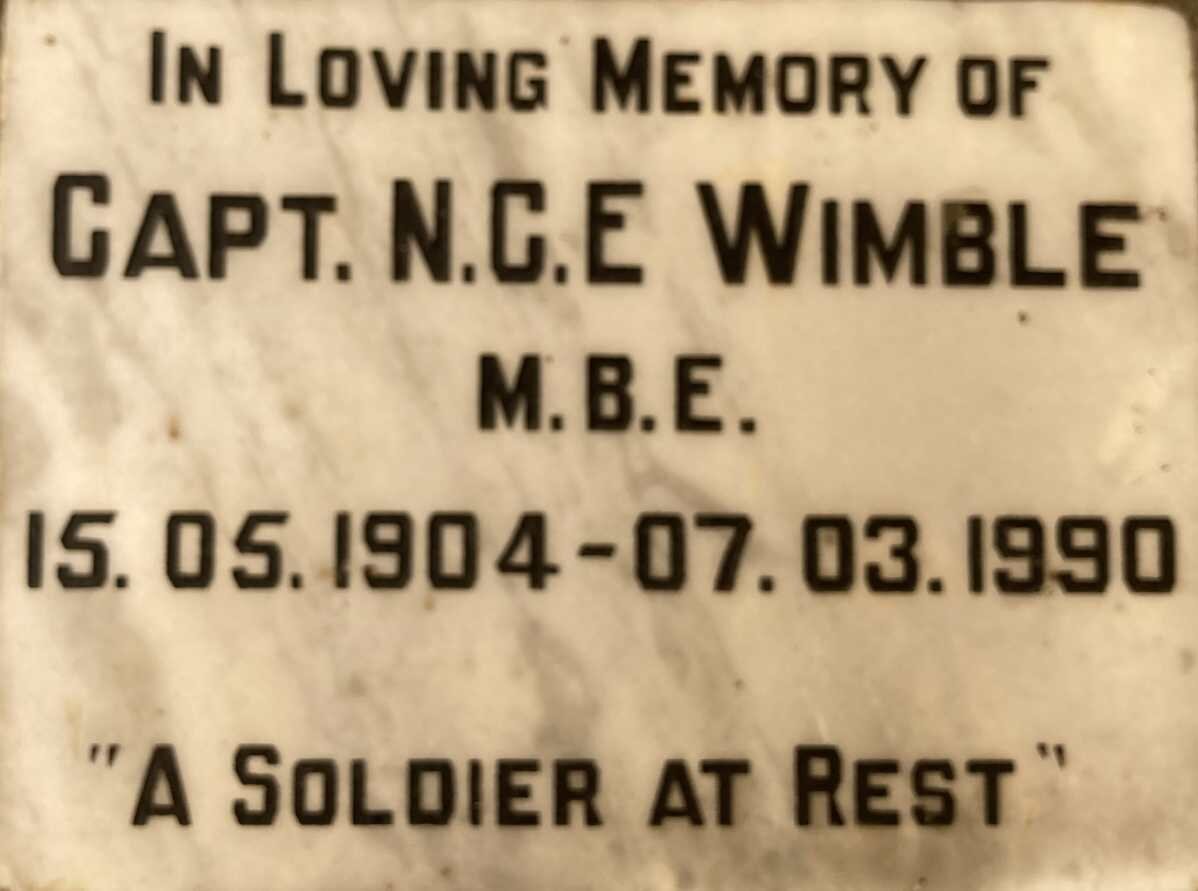 In Loving Memory of
Capt. N.C.E Wimble
M.B.E.
15.05.1904-07.03.1990
"A Soldier at Rest"